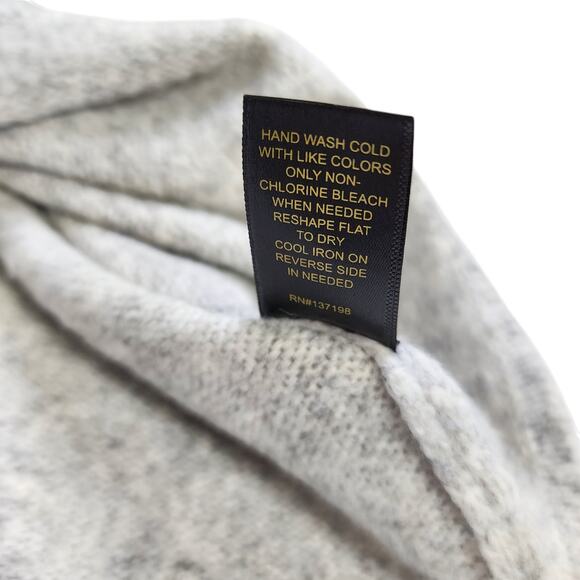 HAND WASH COLD
WITH LIKE COLORS
ONLY NON-
CHLORINE BLEACH
WHEN NEEDED
RESHAPE FLAT
TO DRY
COOL IRON ON
REVERSE SIDE
IN NEEDED
RN#137198